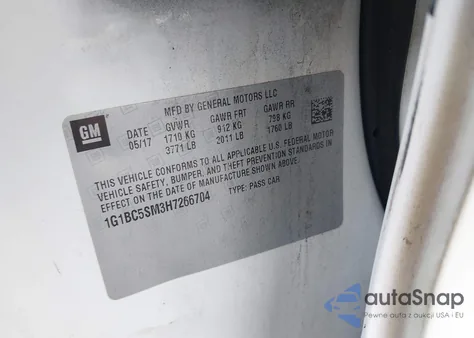 GM
MFD BY GENERAL MOTORS LLC
DATE GVWR GAWR FRT GAWR RR
05/17 1710 KG 912 KG 798 KG
3771 LB 2011 LB 1760 LB
THIS VEHICLE CONFORMS TO ALL APPLICABLE U.S. FEDERAL MOTOR
VEHICLE SAFETY, BUMPER, AND THEFT PREVENTION STANDARDS IN
EFFECT ON THE DATE OF MANUFACTURE SHOWN ABOVE.
1G1BC5SM3H7266704 TYPE: PASS CAR
autaSnap
Pewne auta z aukcji USA - EU